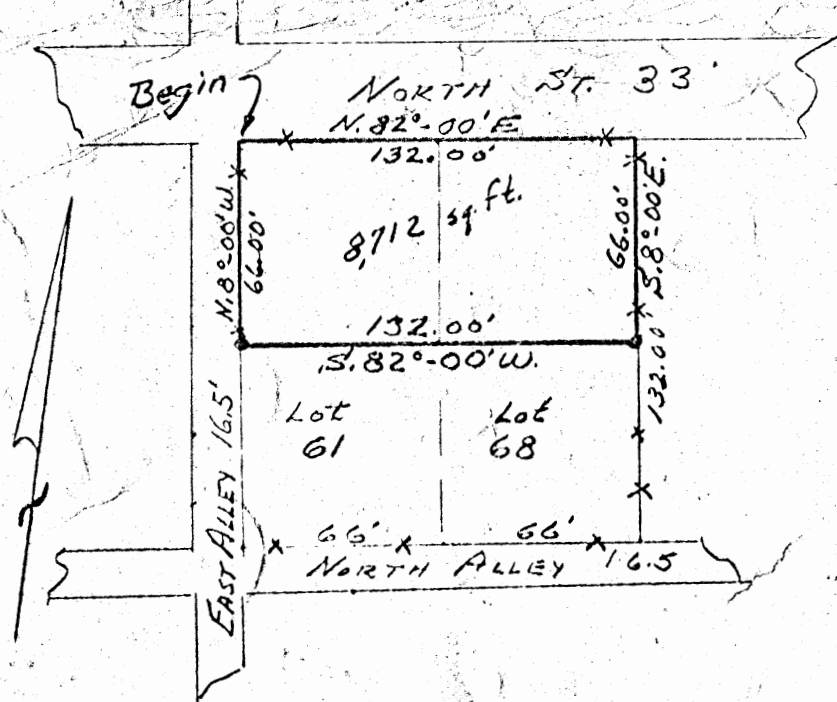 NORTH ST. 33'
Begin
N. 82°-00' E
132.00'
N. 8°-00' W.
66.00'
8,712 sq ft.
66.00'
S. 8°-00' E.
132.00'
132.00'
S. 82°-00' W.
Lot
61
Lot
68
EAST ALLEY 16.5'
66'
66'
NORTH ALLEY 16.5